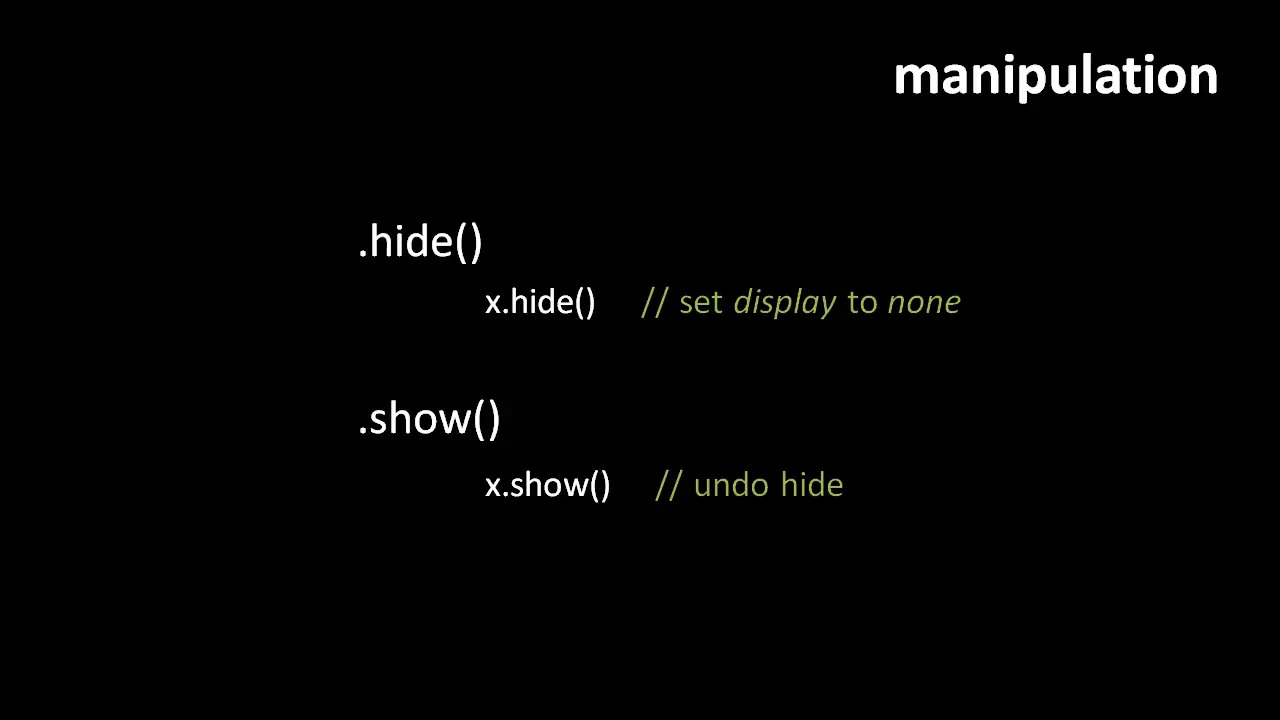 manipulation
.hide()
x.hide() // set display to none
.show()
x.show() // undo hide